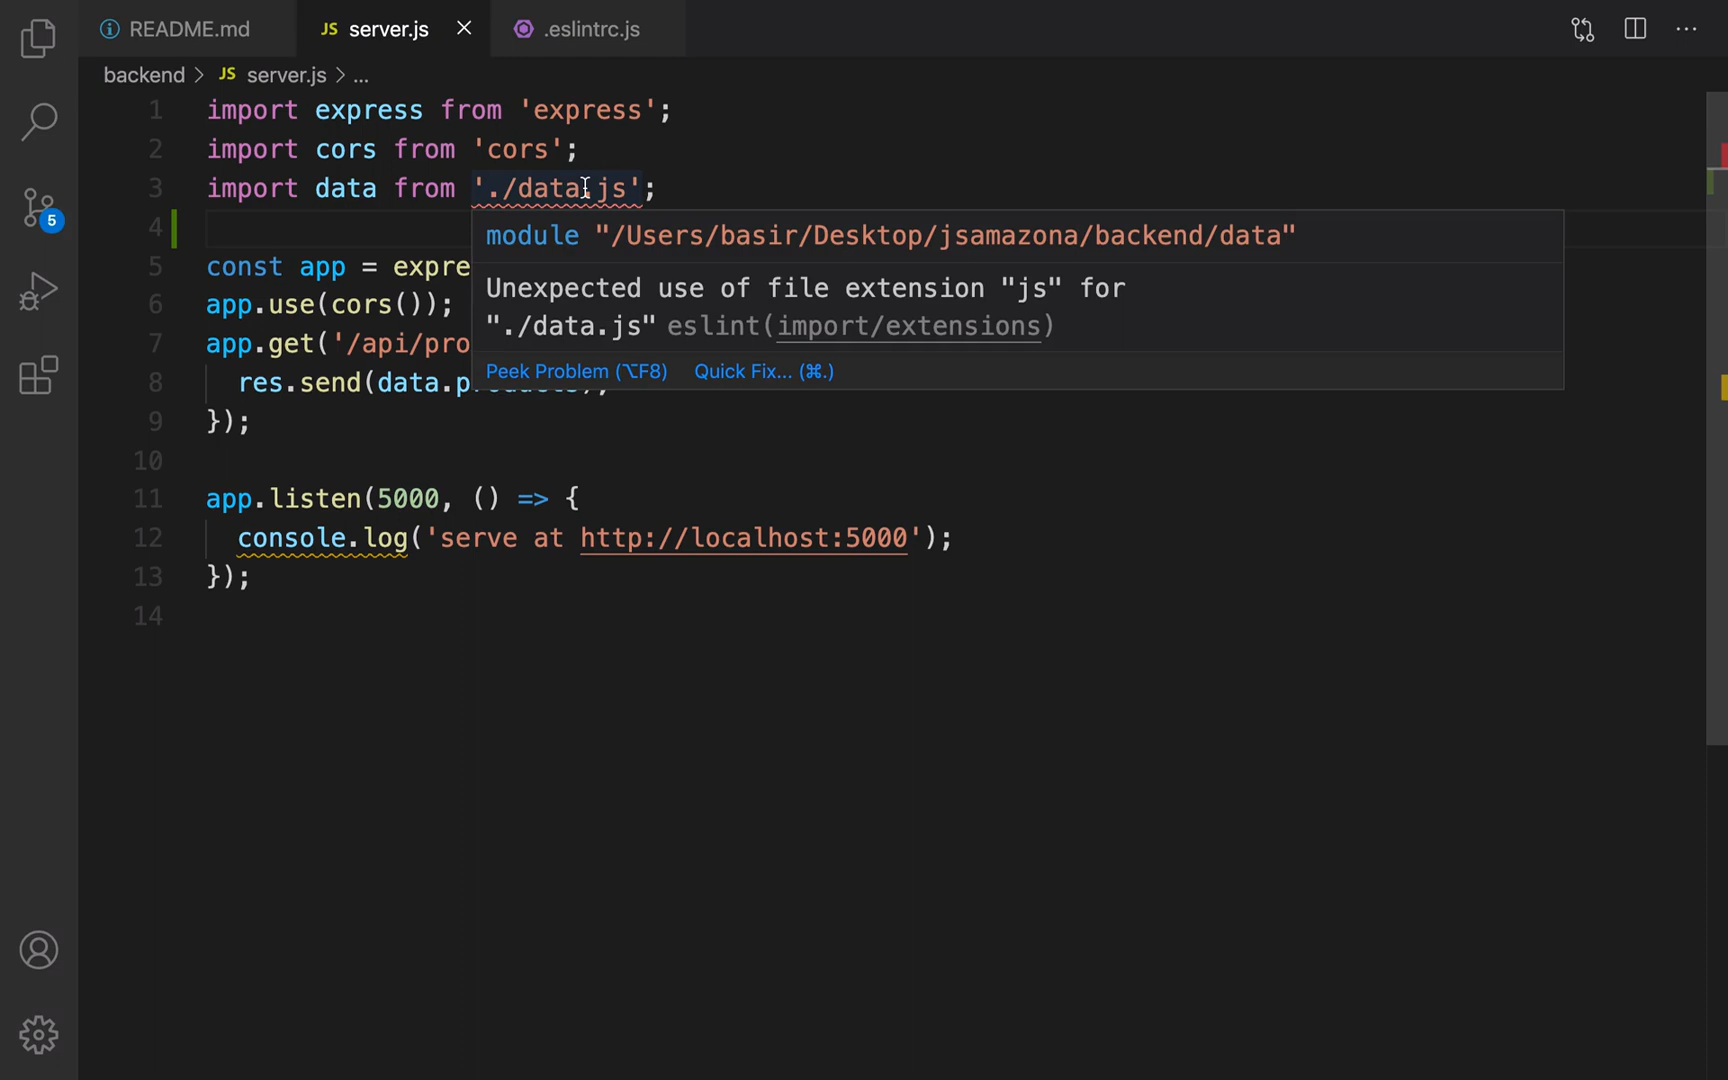 README.md
JS server.js
.eslintrc.js
backend > JS server.js > ...
1 import express from 'express';
2 import cors from 'cors';
3 import data from './data.js';
4
module "/Users/basir/Desktop/jsamazona/backend/data"
5 const app = expre
Unexpected use of file extension "js" for
6 app.use(cors());
"./data.js" eslint(import/extensions)
7 app.get('/api/pro
Peek Problem (⌥F8) Quick Fix... (⌘.)
8 res.send(data.products);
9 });
10
11 app.listen(5000, () => {
12 console.log('serve at http://localhost:5000');
13 });
14
5